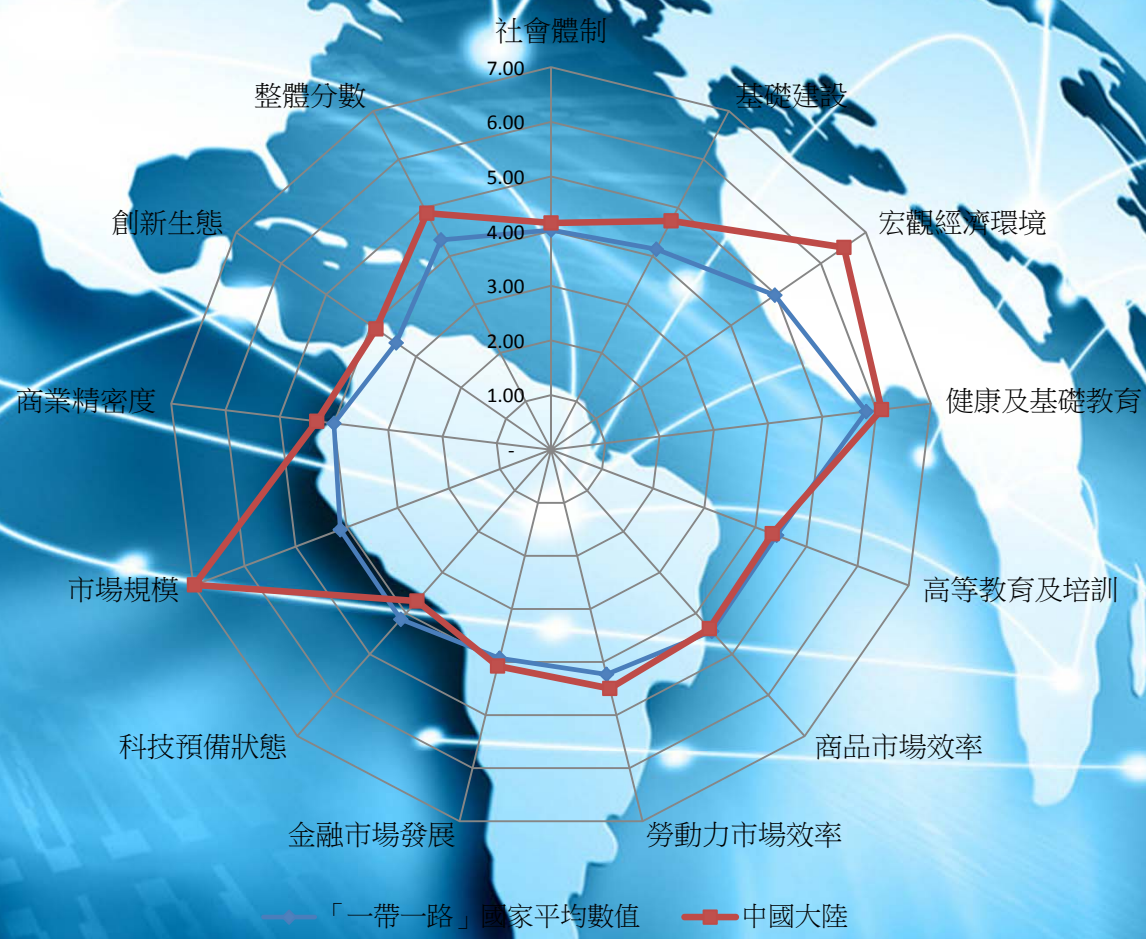 社會體制
7.00
整體分數
基礎建設
6.00
5.00
創新生態
宏觀經濟環境
4.00
3.00
2.00
商業精密度
1.00
健康及基礎教育
-
市場規模
高等教育及培訓
科技預備狀態
商品市場效率
金融市場發展
勞動力市場效率
「一帶一路」國家平均數值
中國大陸